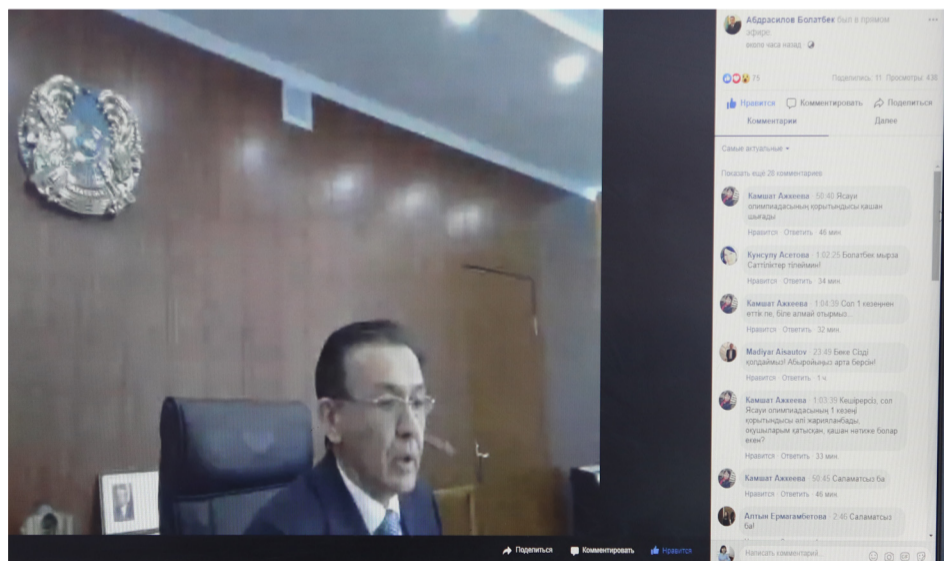 Абдрасилов Болатбек был в прямом
эфире.
около часа назад
75
Поделились: 11 Просмотры: 438
Нравится Комментировать Поделиться
Комментарии Далее
Самые актуальные
Показать ещё 20 комментариев
Камшат Ажкеева · 50:40 Ясауи
олимпиадасының қорытындысы қашан
шығады
Нравится · Ответить · 46 мин
Кунсулу Асетова · 1:02:25 Болатбек мырза
Саттіліктер тілеймин!
Нравится · Ответить · 34 мин
Камшат Ажкеева · 1:04:39 Сол 1 кезеңнен
өттік пе, біле алмай отырмыз...
Нравится · Ответить · 32 мин
Madiyar Aisautov · 23:49 Беке Сізді
қолдаймыз! Абыройыңыз арта берсін!
Нравится · Ответить · 1 ч
Камшат Ажкеева · 1:03:39 Кешіреріз, сол
Ясауи олимпиадасының 1 кезеңі
қорытындысы әлі жарияланбады,
оқушыларым қатысқан, қашан нәтиже болар
екен?
Нравится · Ответить · 33 мин
Камшат Ажкеева · 50:45 Саламатсыз ба
Нравится · Ответить · 46 мин
Алтын Ермагамбетова · 2:46 Саламатсыз
ба!
Написать комментарий...
Поделиться Комментировать Нравится